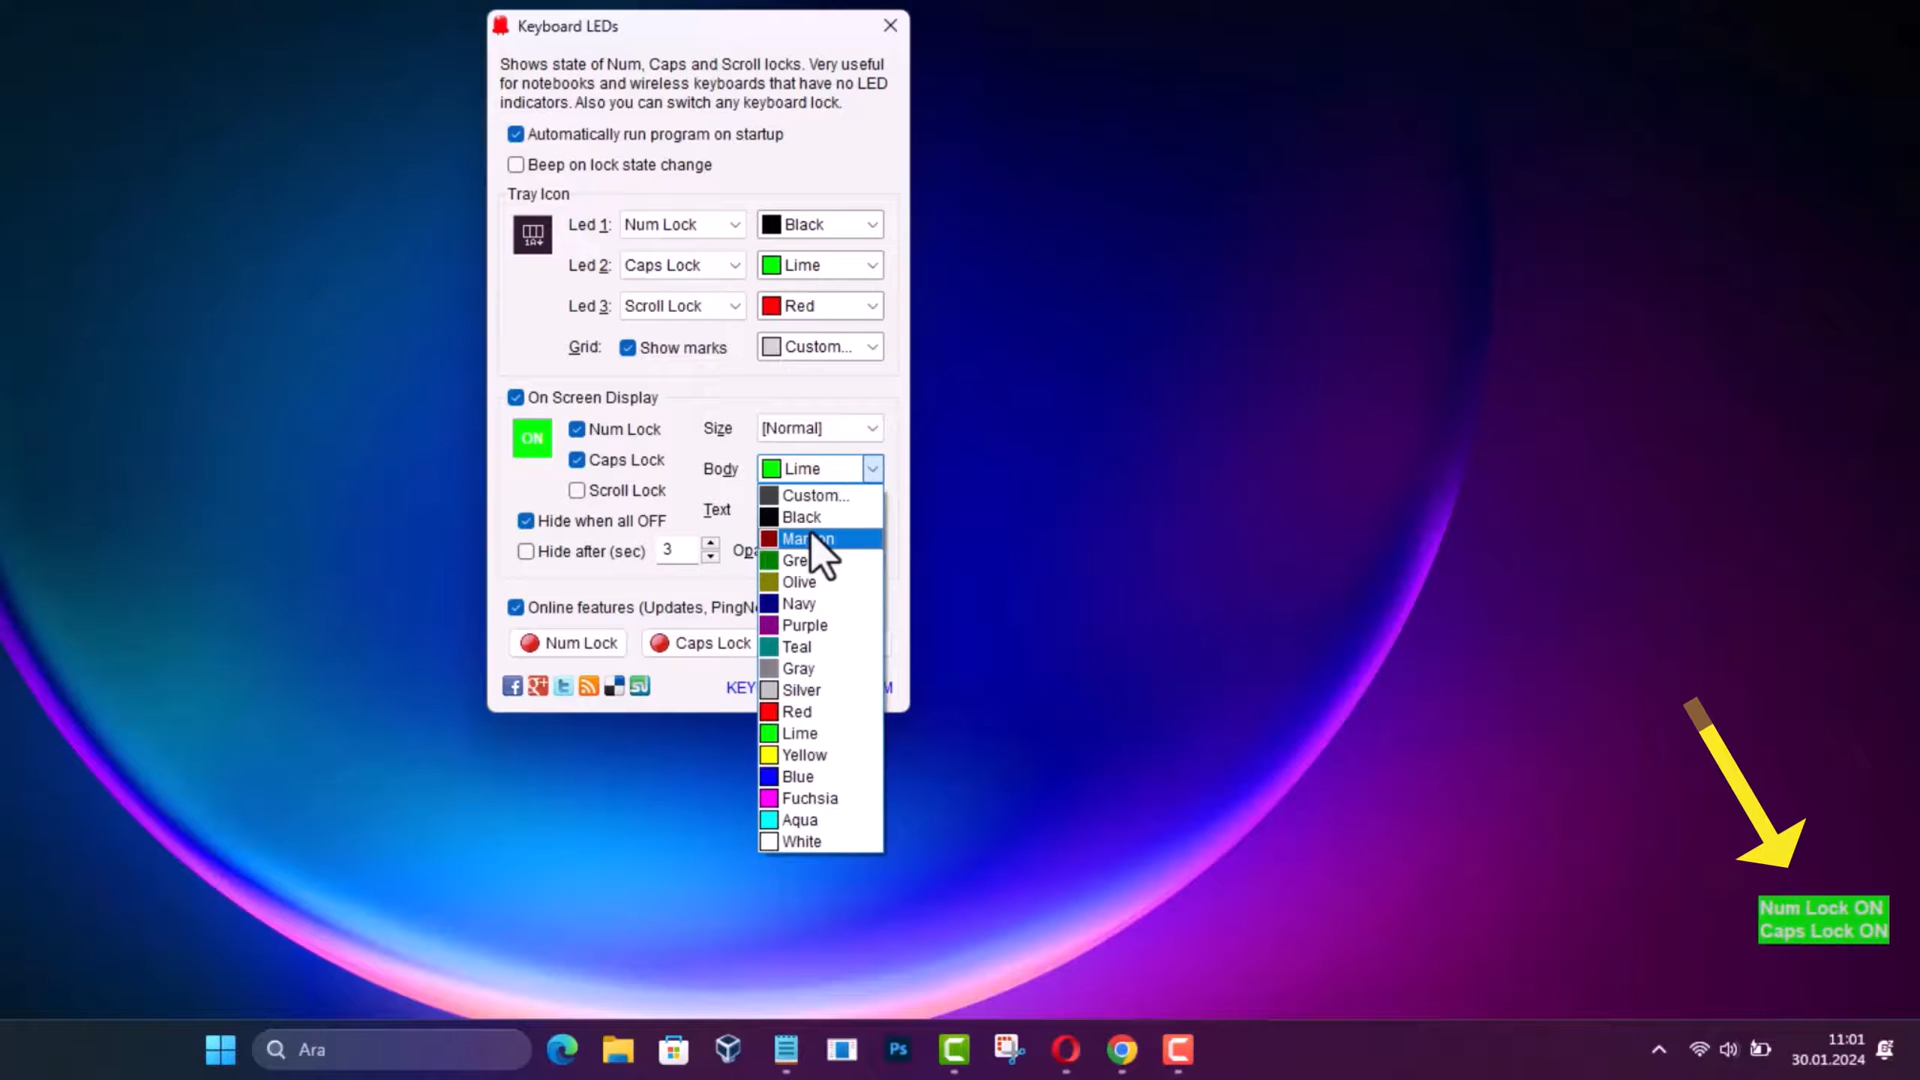 Keyboard LEDs
Shows state of Num, Caps and Scroll locks. Very useful
for notebooks and wireless keyboards that have no LED
indicators. Also you can switch any keyboard lock.
Automatically run program on startup
Beep on lock state change
Tray Icon
Led 1: Num Lock Black
Led 2: Caps Lock Lime
Led 3: Scroll Lock Red
Grid: Show marks Custom...
On Screen Display
ON
Num Lock Size [Normal]
Caps Lock Body Lime
Scroll Lock
Text
Hide when all OFF
Hide after (sec) 3
Online features (Updates,
Num Lock Caps Lock
Custom...
Black
Olive
Navy
Purple
Teal
Gray
Silver
Red
Lime
Yellow
Blue
Fuchsia
Aqua
White
Num Lock ON
Caps Lock ON
Ara
Ps
11:01
30.01.2024